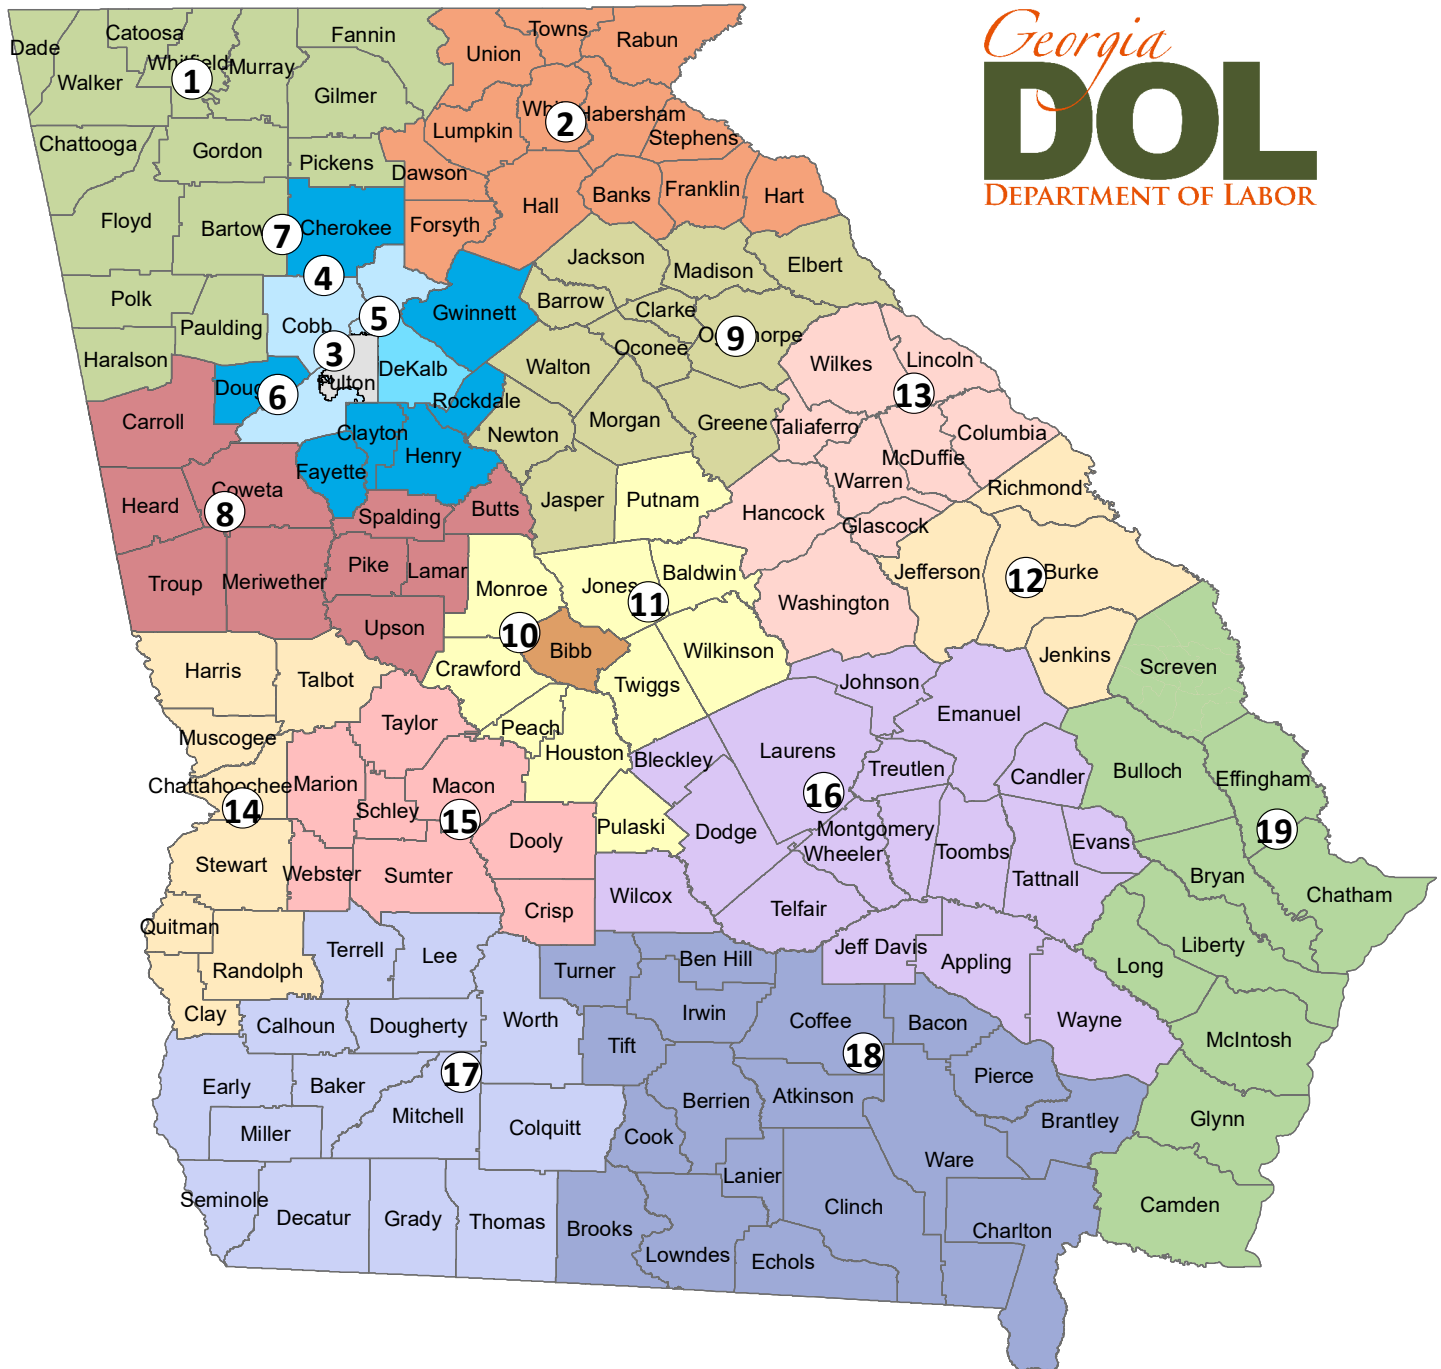 Georgia
DOL
DEPARTMENT OF LABOR
Dade
Catoosa
Fannin
Towns
Rabun
Union
Walker
Whitfield
Murray
1
Gilmer
2
Habersham
Lumpkin
Stephens
Chattooga
Gordon
Pickens
Dawson
Banks
Franklin
Hart
Hall
Floyd
Bartow
7
Cherokee
Forsyth
Jackson
Madison
Elbert
4
Polk
Barrow
Clarke
Gwinnett
Paulding
Cobb
5
9
Oconee
3
Haralson
DeKalb
Walton
Wilkes
Lincoln
6
Rockdale
13
Carroll
Clayton
Newton
Morgan
Greene
Taliaferro
Columbia
Fayette
Henry
McDuffie
Warren
Richmond
Coweta
8
Heard
Spalding
Butts
Jasper
Putnam
Hancock
Glascock
Troup
Meriwether
Pike
Lamar
Monroe
Jones
Baldwin
11
Jefferson
12
Burke
Washington
Upson
10
Bibb
Wilkinson
Jenkins
Screven
Harris
Talbot
Crawford
Twiggs
Johnson
Taylor
Peach
Emanuel
Muscogee
Houston
Bleckley
Laurens
Treutlen
Candler
Bulloch
Effingham
Chattahoochee
Marion
Macon
14
Schley
15
16
Pulaski
Dodge
Montgomery
Wheeler
Toombs
Evans
19
Dooly
Stewart
Webster
Sumter
Tattnall
Bryan
Chatham
Crisp
Wilcox
Telfair
Quitman
Terrell
Lee
Jeff Davis
Appling
Liberty
Long
Randolph
Turner
Ben Hill
Clay
Calhoun
Dougherty
Worth
Irwin
Coffee
Bacon
Wayne
McIntosh
Tift
18
Early
Baker
17
Pierce
Mitchell
Berrien
Atkinson
Brantley
Glynn
Miller
Colquitt
Cook
Ware
Lanier
Seminole
Decatur
Grady
Thomas
Brooks
Clinch
Charlton
Camden
Lowndes
Echols